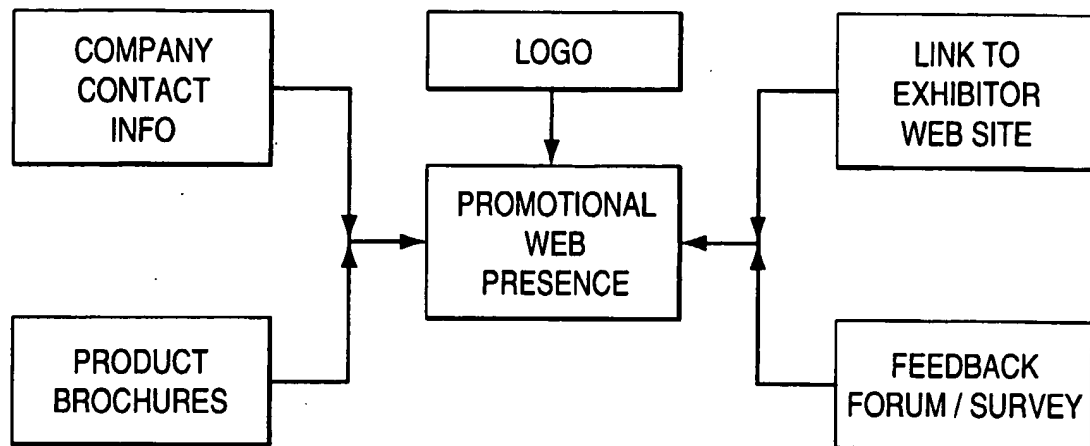 COMPANY
CONTACT
INFO
LOGO
LINK TO
EXHIBITOR
WEB SITE
PROMOTIONAL
WEB
PRESENCE
PRODUCT
BROCHURES
FEEDBACK
FORUM / SURVEY